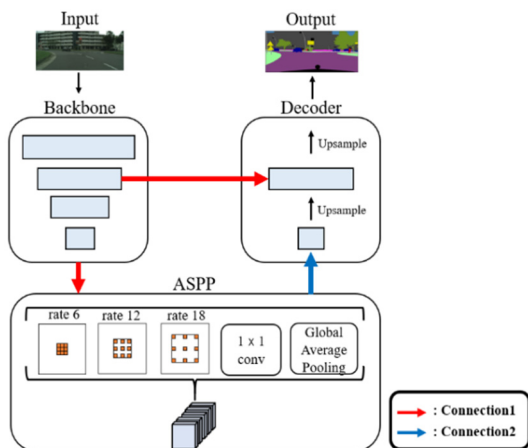 Input
Output
Backbone
Decoder
Upsample
Upsample
ASPP
rate 6
rate 12
rate 18
1 x 1
conv
Global
Average
Pooling
: Connection1
: Connection2